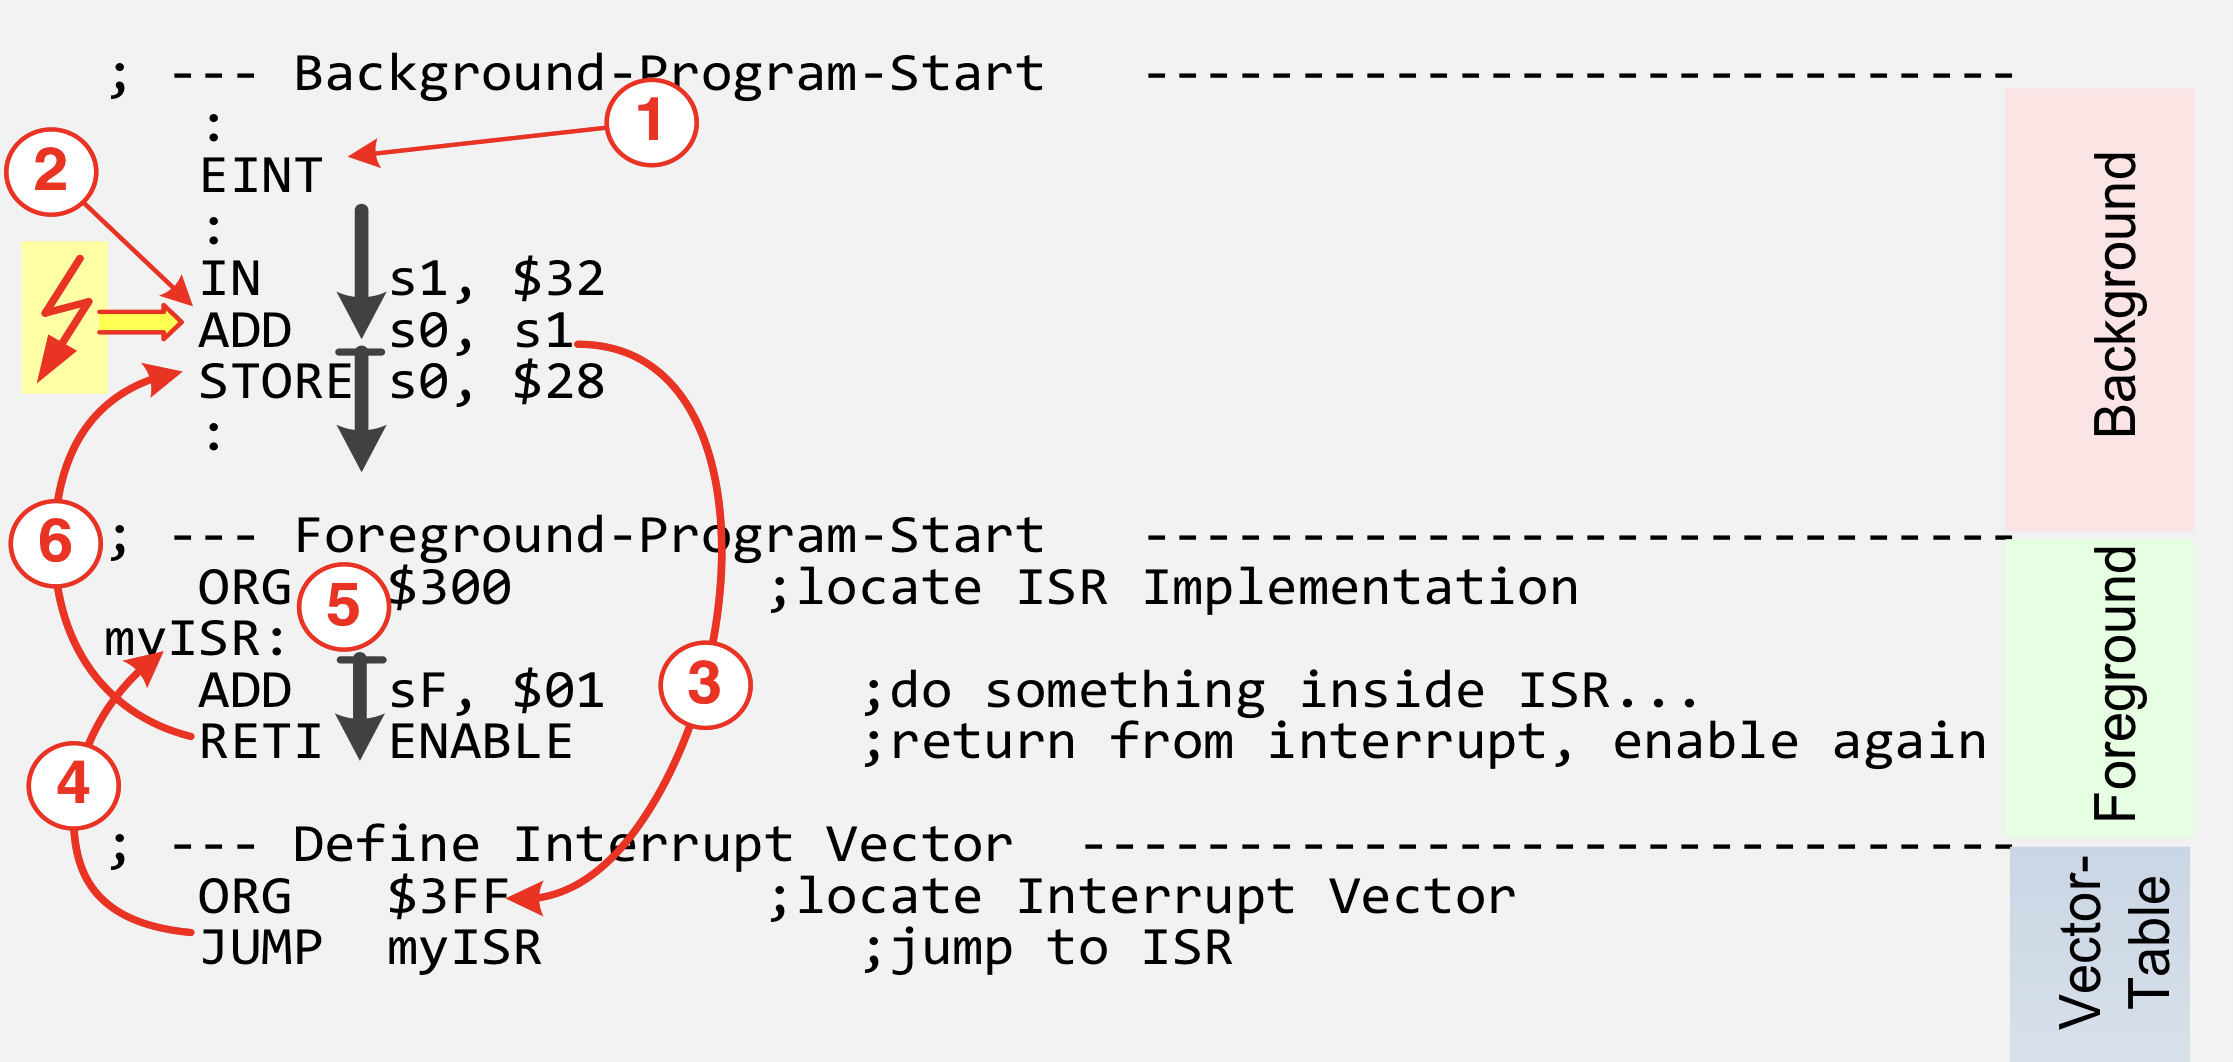 ; --- Background-Program-Start ----------------------------
:
1
EINT
2
:
IN s1, $32
ADD s0, s1
STORE s0, $28
:
Background
6
; --- Foreground-Program-Start ----------------------------
ORG $300 ;locate ISR Implementation
5
myISR:
3
ADD sF, $01 ;do something inside ISR...
RETI ENABLE ;return from interrupt, enable again
Foreground
4
; --- Define Interrupt Vector ------------------------------
ORG $3FF ;locate Interrupt Vector
JUMP myISR ;jump to ISR
Vector-
Table